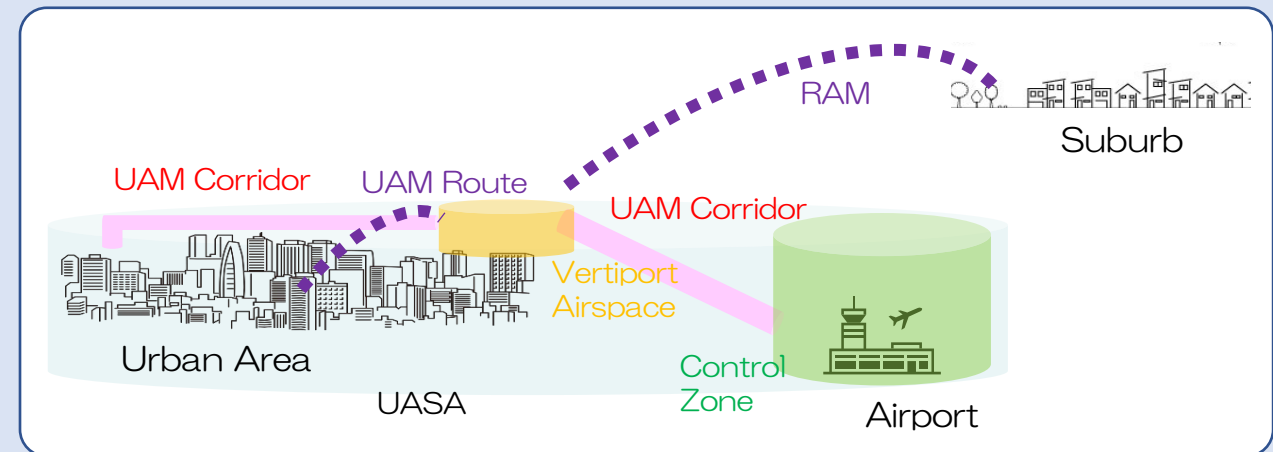 RAM
Suburb
UAM Corridor
UAM Route
UAM Corridor
Vertiport
Airspace
Urban Area
Control
Zone
UASA
Airport